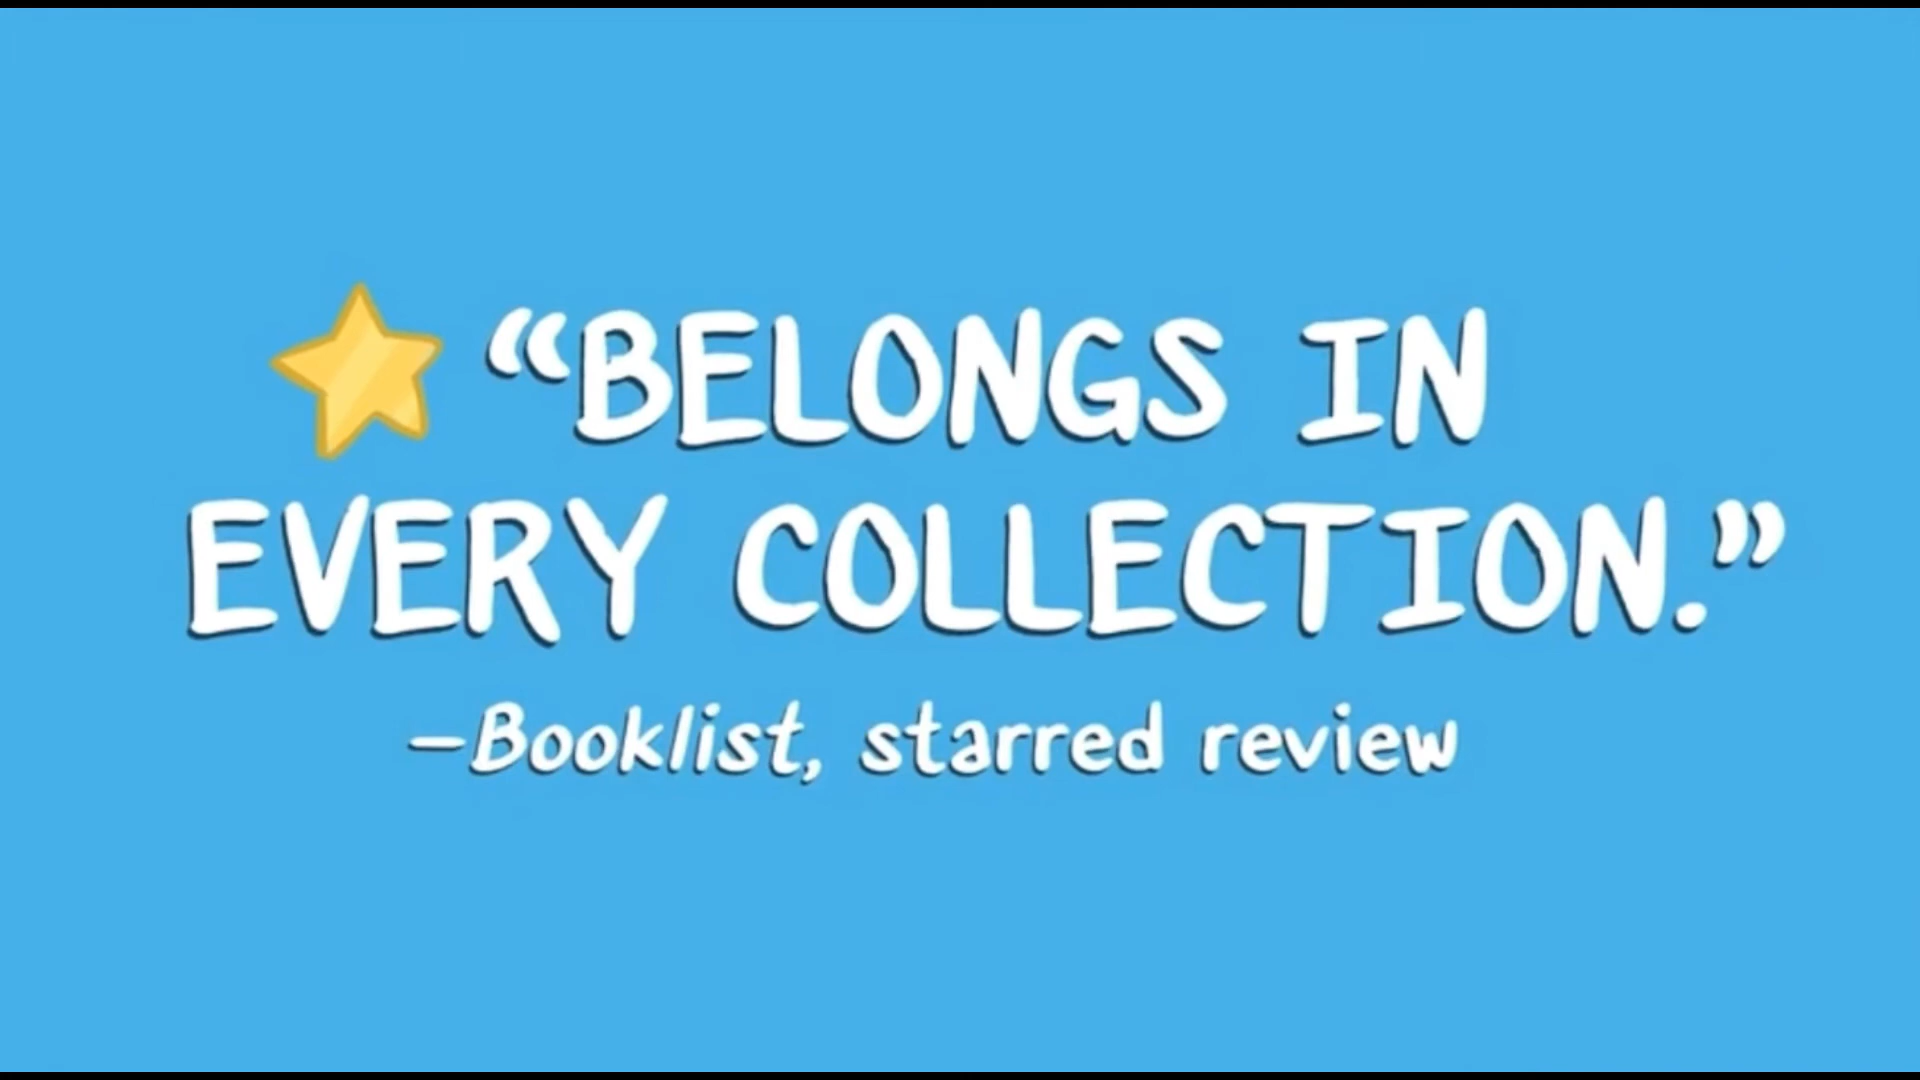 “BELONGS IN
EVERY COLLECTION.”
–Booklist, starred review